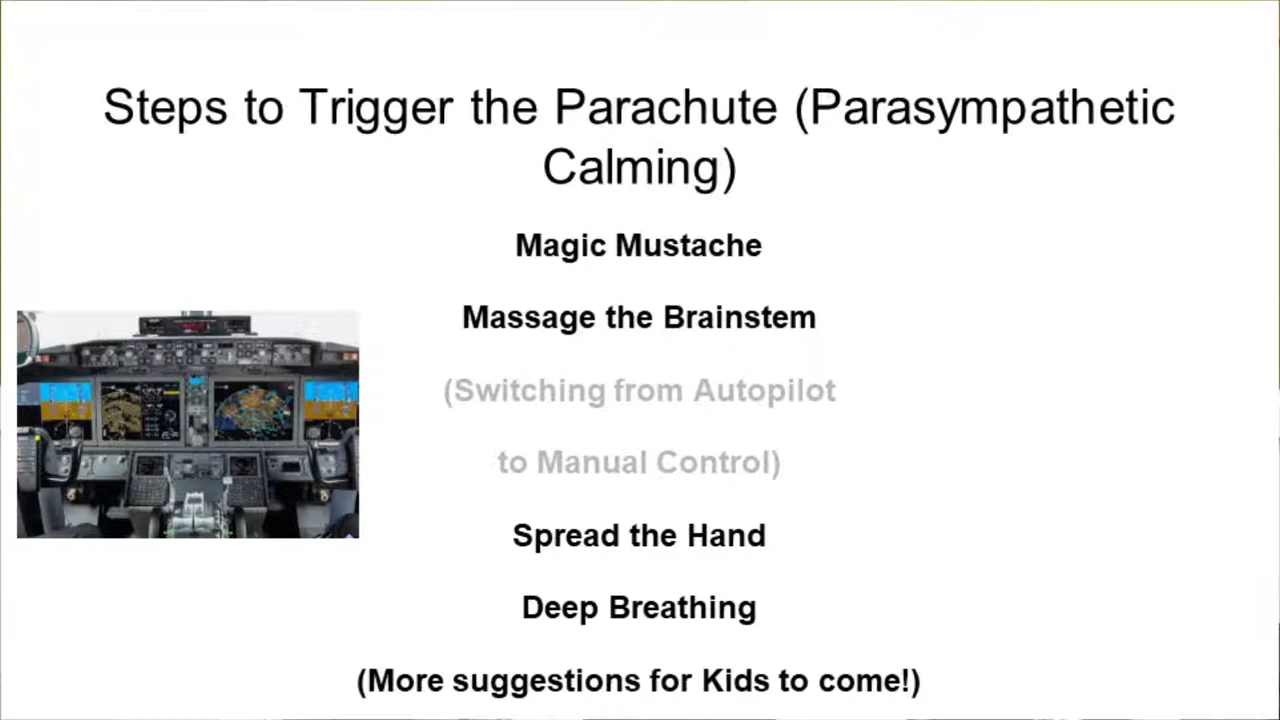 Steps to Trigger the Parachute (Parasympathetic
Calming)
Magic Mustache
Massage the Brainstem
(Switching from Autopilot
to Manual Control)
Spread the Hand
Deep Breathing
(More suggestions for Kids to come!)